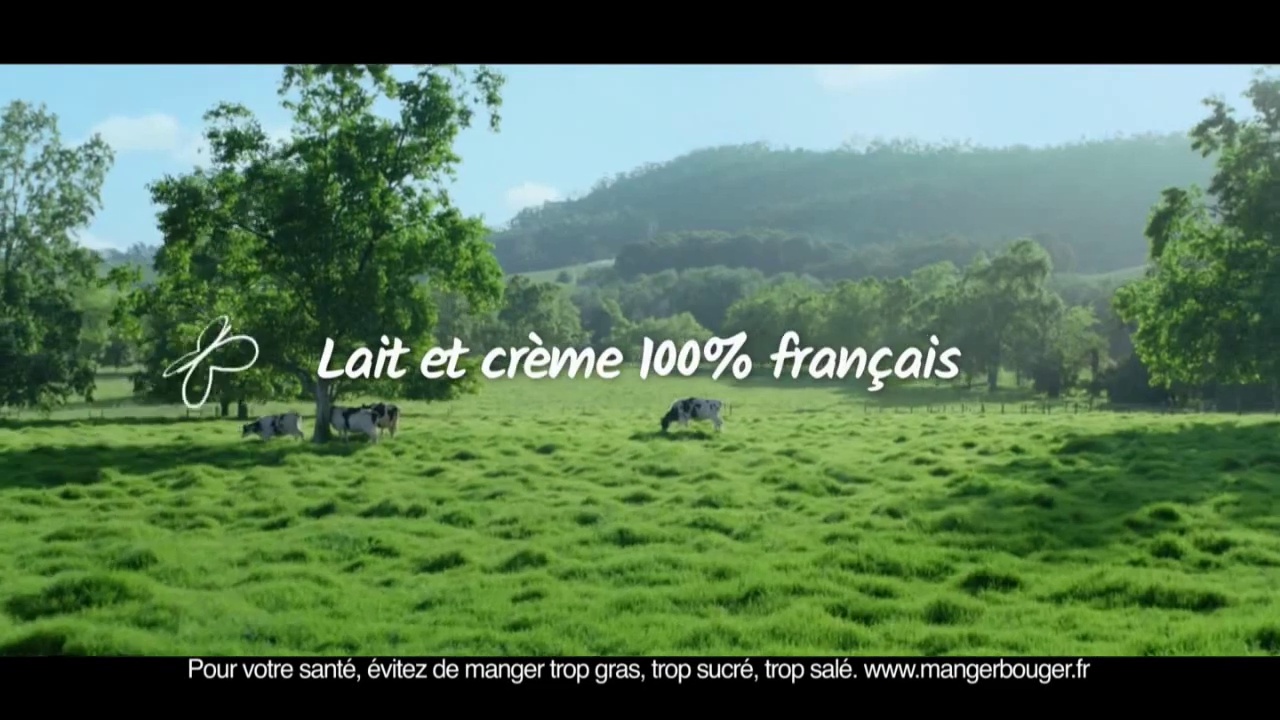 Lait et crème 100% français
Pour votre santé, évitez de manger trop gras, trop sucré, trop salé. www.mangerbouger.fr